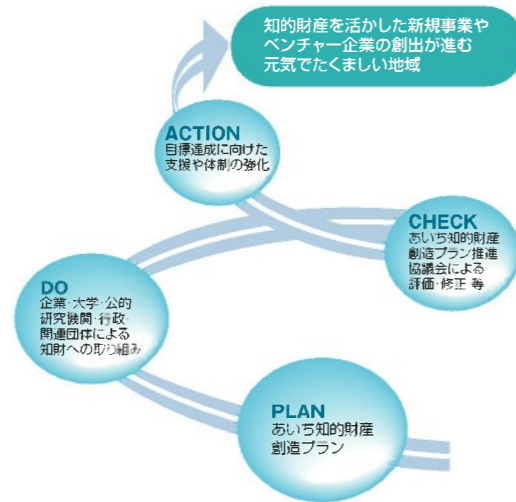 知的財産を活かした新規事業や
ベンチャー企業の創出が進む
元気でたくましい地域
ACTION
目標達成に向けた
支援や体制の強化
CHECK
あいち知的財産
創造プラン推進
協議会による
評価・修正 等
DO
企業・大学・公的
研究機関・行政・
関連団体による
知財への取り組み
PLAN
あいち知的財産
創造プラン